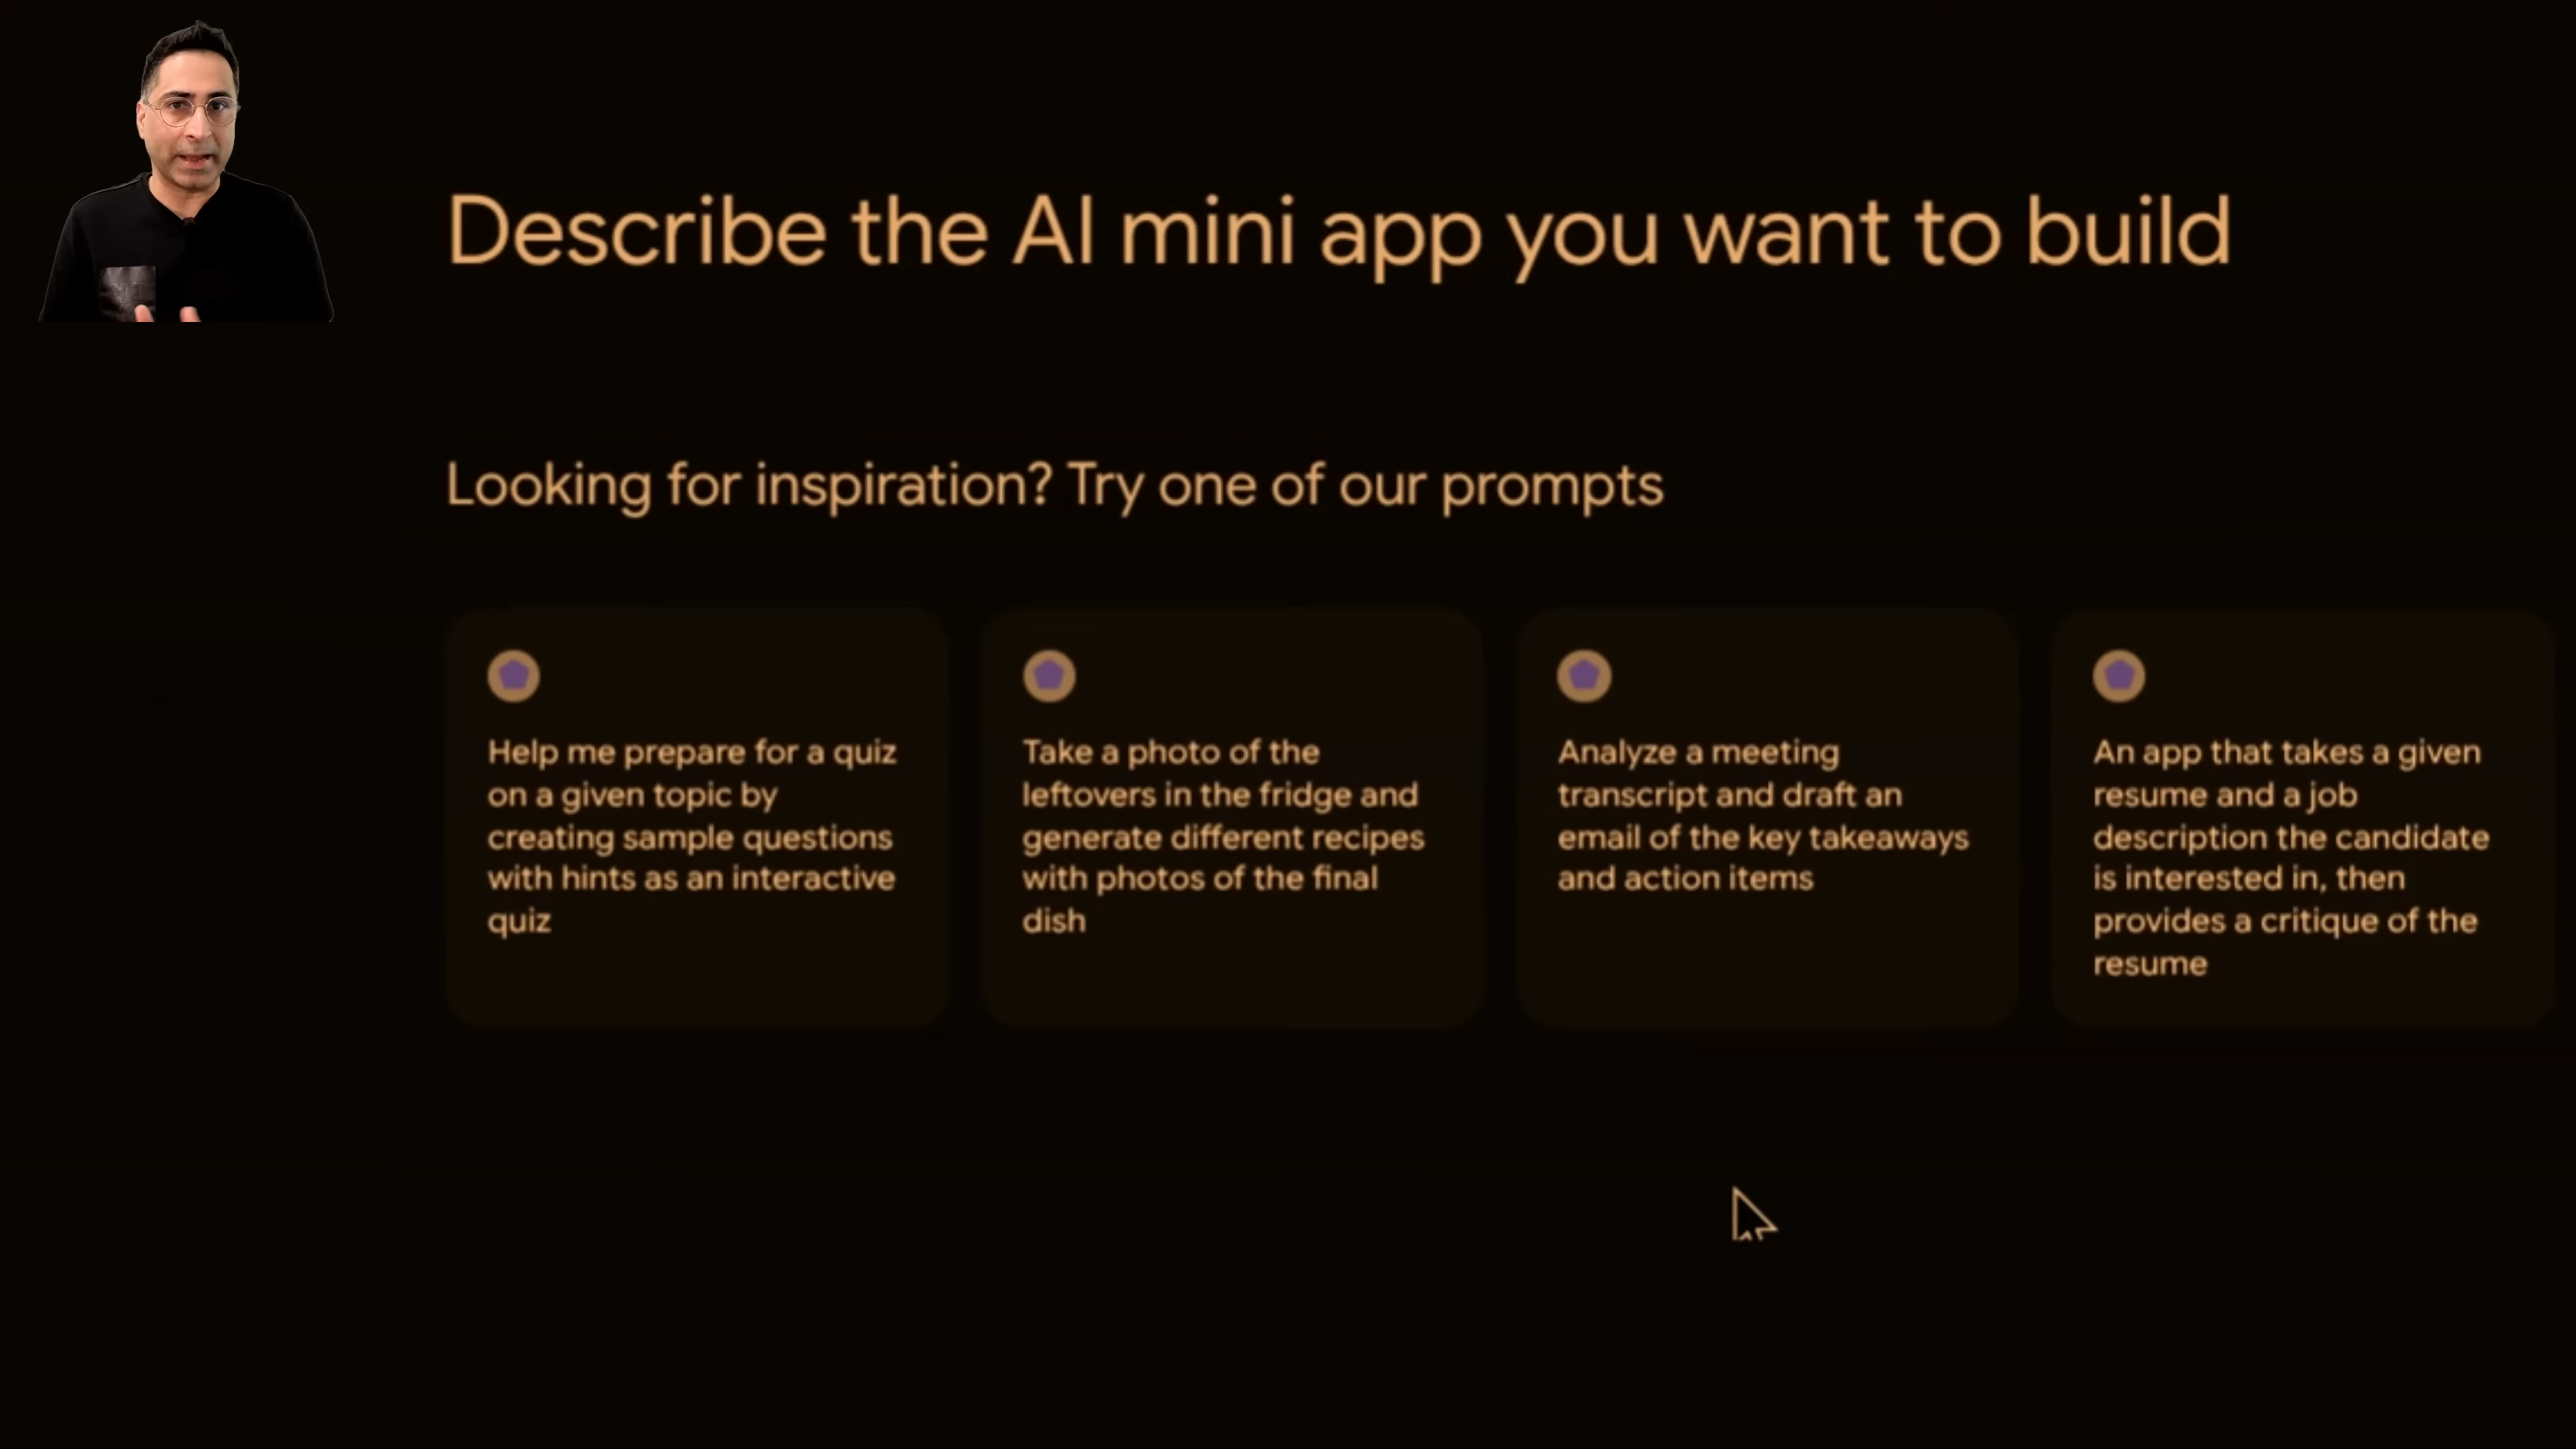 Describe the AI mini app you want to build
Looking for inspiration? Try one of our prompts
Help me prepare for a quiz
on a given topic by
creating sample questions
with hints as an interactive
quiz
Take a photo of the
leftovers in the fridge and
generate different recipes
with photos of the final
dish
Analyze a meeting
transcript and draft an
email of the key takeaways
and action items
An app that takes a given
resume and a job
description the candidate
is interested in, then
provides a critique of the
resume